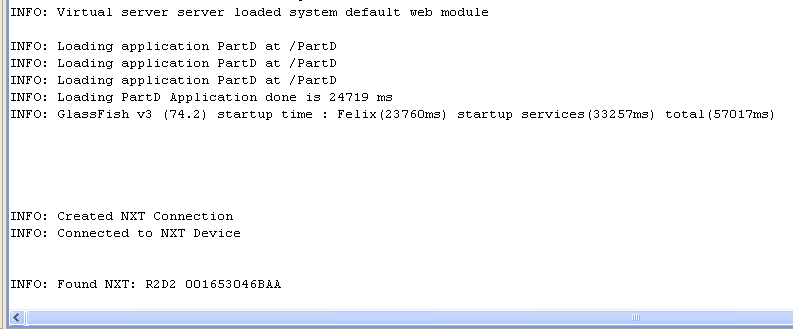 INFO: Virtual server server loaded system default web module
INFO: Loading application PartD at /PartD
INFO: Loading application PartD at /PartD
INFO: Loading application PartD at /PartD
INFO: Loading PartD Application done is 24719 ms
INFO: GlassFish v3 (74.2) startup time : Felix(23760ms) startup services(33257ms) total(57017ms)
INFO: Created NXT Connection
INFO: Connected to NXT Device
INFO: Found NXT: R2D2 001653046BAA